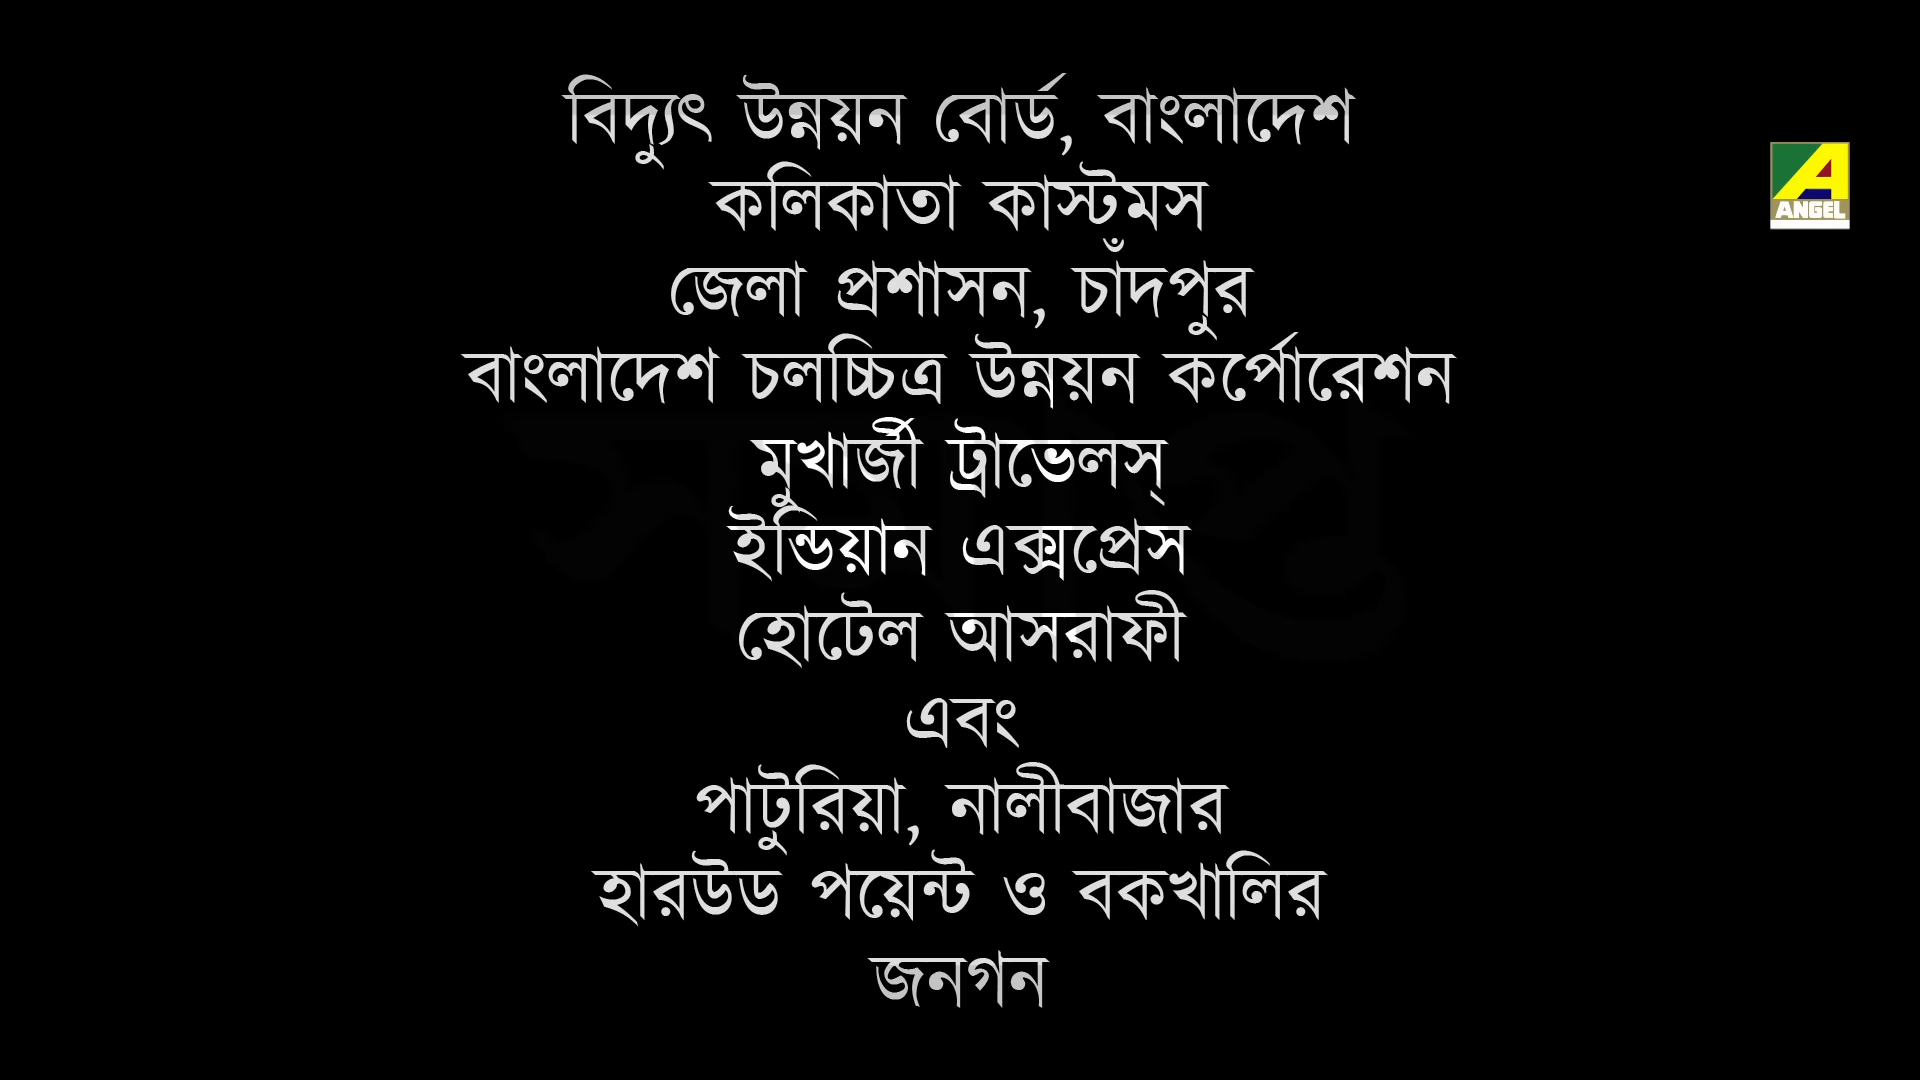 বিদ্যুৎ উন্নয়ন বোর্ড, বাংলাদেশ
কলিকাতা কাস্টমস
জেলা প্রশাসন, চাঁদপুর
বাংলাদেশ চলচ্চিত্র উন্নয়ন কর্পোরেশন
মুখার্জী ট্রাভেলস্
ইন্ডিয়ান এক্সপ্রেস
হোটেল আসরাফী
এবং
পাটুরিয়া, নালীবাজার
হারউড পয়েন্ট ও বকখালির
জনগন
ANGEL